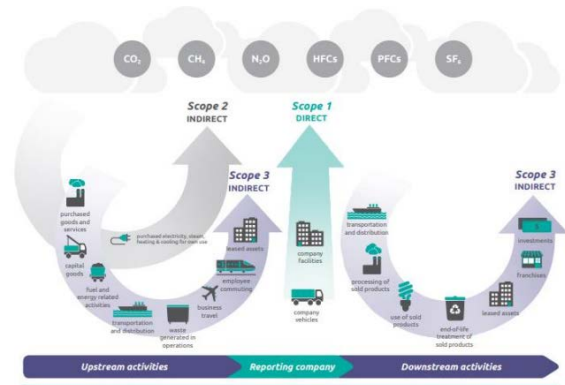 CO₂
CH₄
N₂O
HFCs
PFCs
SF₆
Scope 2
INDIRECT
Scope 1
DIRECT
Scope 3
INDIRECT
Scope 3
INDIRECT
purchased
goods and
services
capital
goods
fuel and
energy related
activities
transportation
and distribution
waste
generated in
operations
business
travel
employee
commuting
leased assets
purchased electricity, steam,
heating & cooling for own use
company
facilities
company
vehicles
transportation
and distribution
processing of
sold products
use of sold
products
end-of-life
treatment of
sold products
leased assets
franchises
investments
Upstream activities
Reporting company
Downstream activities